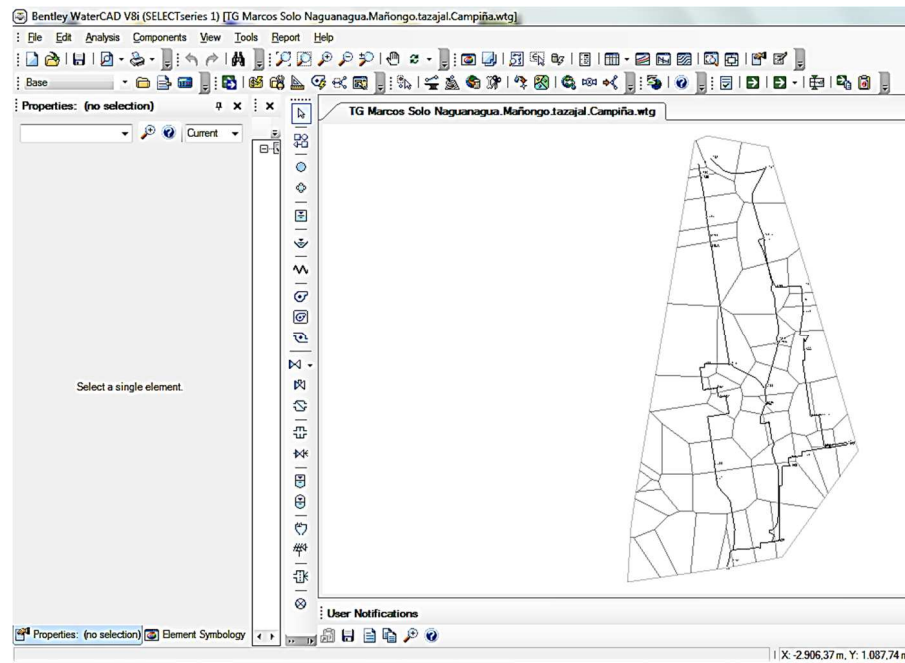 Bentley WaterCAD V8i (SELECTseries 1) [TG Marcos Solo Naguanagua.Mañongo.tazajal.Campiña.wtg]
File Edit Analysis Components View Tools Report Help
Base
Properties: (no selection)
TG Marcos Solo Naguanagua.Mañongo.tazajal.Campiña.wtg
Current
Select a single element.
User Notifications
Properties: (no selection) Element Symbology
X: -2.906,37 m, Y: 1.087,74 m